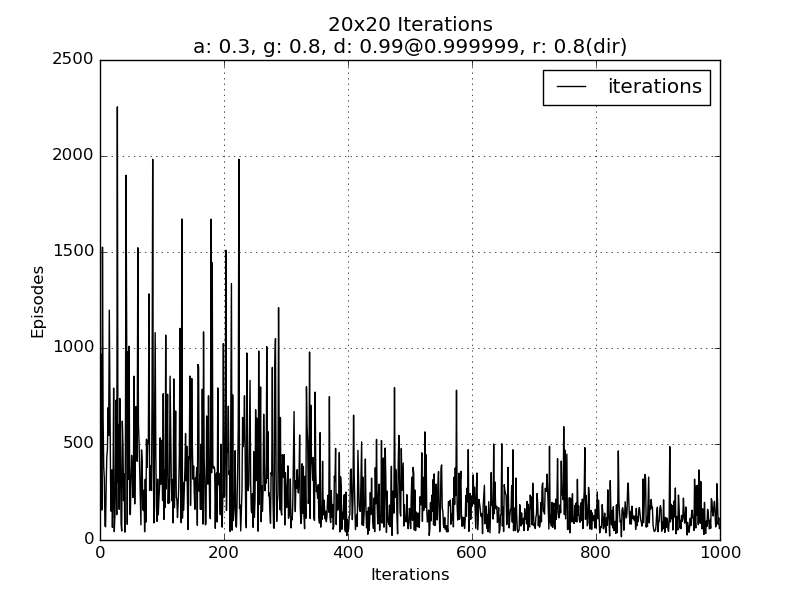 20x20 Iterations
a: 0.3, g: 0.8, d: 0.99@0.999999, r: 0.8(dir)
iterations
2500
2000
1500
1000
500
0
Episodes
0 200 400 600 800 1000
Iterations